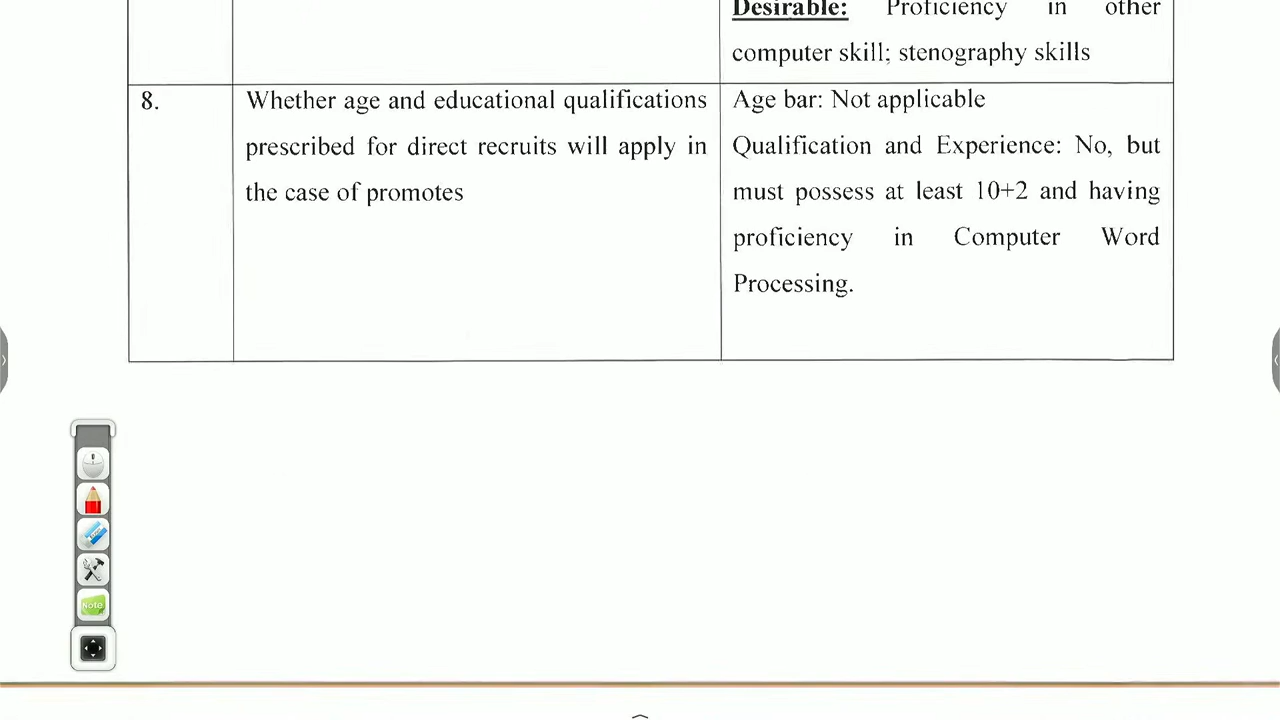 Desirable: Proficiency in other
computer skill; stenography skills
8.
Whether age and educational qualifications
prescribed for direct recruits will apply in
the case of promotes
Age bar: Not applicable
Qualification and Experience: No, but
must possess at least 10+2 and having
proficiency in Computer Word
Processing.
Note